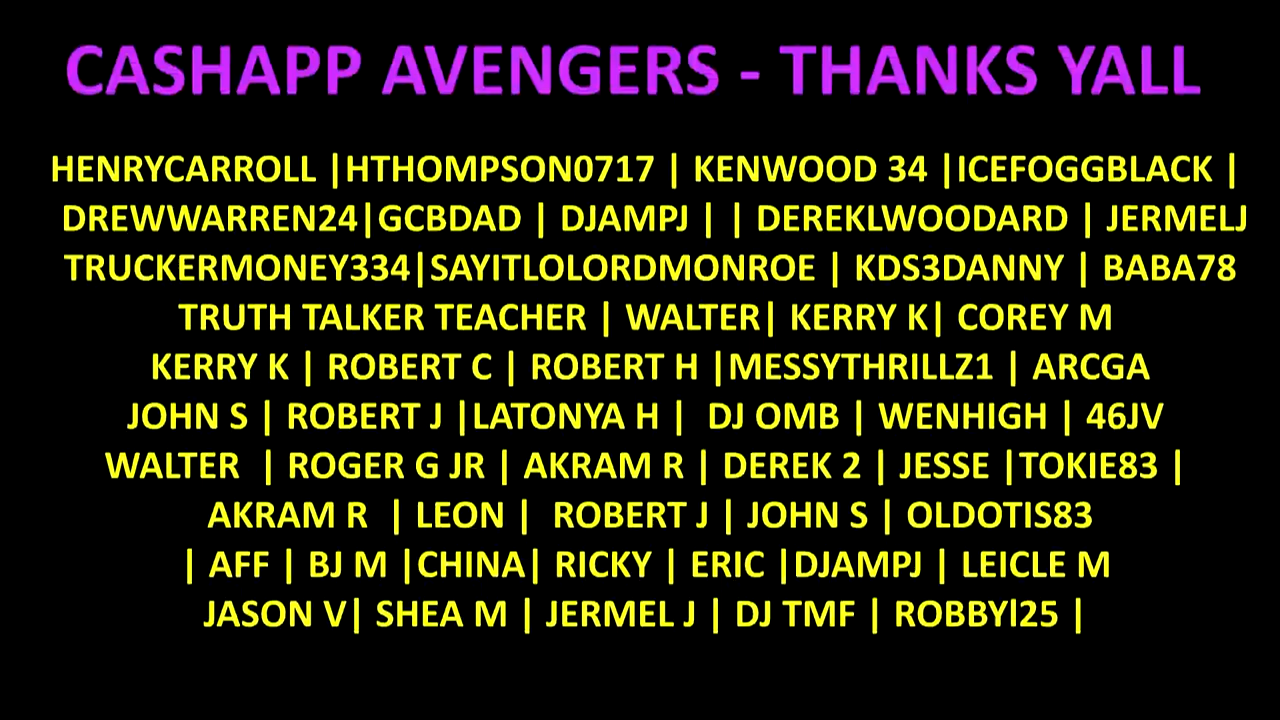 CASHAPP AVENGERS - THANKS YALL
HENRYCARROLL |HTHOMPSON0717 | KENWOOD 34 |ICEFOGGBLACK |
DREWWARREN24|GCBDAD | DJAMPJ | | DEREKLWOODARD | JERMELJ
TRUCKERMONEY334|SAYITLOLORDMONROE | KDS3DANNY | BABA78
TRUTH TALKER TEACHER | WALTER| KERRY K| COREY M
KERRY K | ROBERT C | ROBERT H |MESSYTHRILLZ1 | ARCGA
JOHN S | ROBERT J |LATONYA H |  DJ OMB | WENHIGH | 46JV
WALTER  | ROGER G JR | AKRAM R | DEREK 2 | JESSE |TOKIE83 |
AKRAM R  | LEON |  ROBERT J | JOHN S | OLDOTIS83
| AFF | BJ M |CHINA| RICKY | ERIC |DJAMPJ | LEICLE M
JASON V| SHEA M | JERMEL J | DJ TMF | ROBBYl25 |